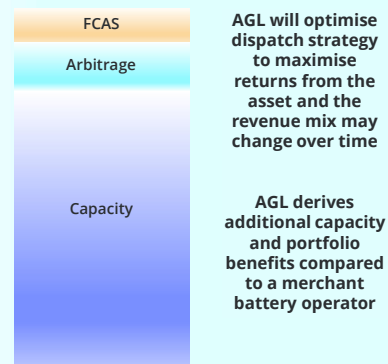 FCAS
AGL will optimise
dispatch strategy
to maximise
returns from the
asset and the
revenue mix may
change over time
Arbitrage
Capacity
AGL derives
additional capacity
and portfolio
benefits compared
to a merchant
battery operator